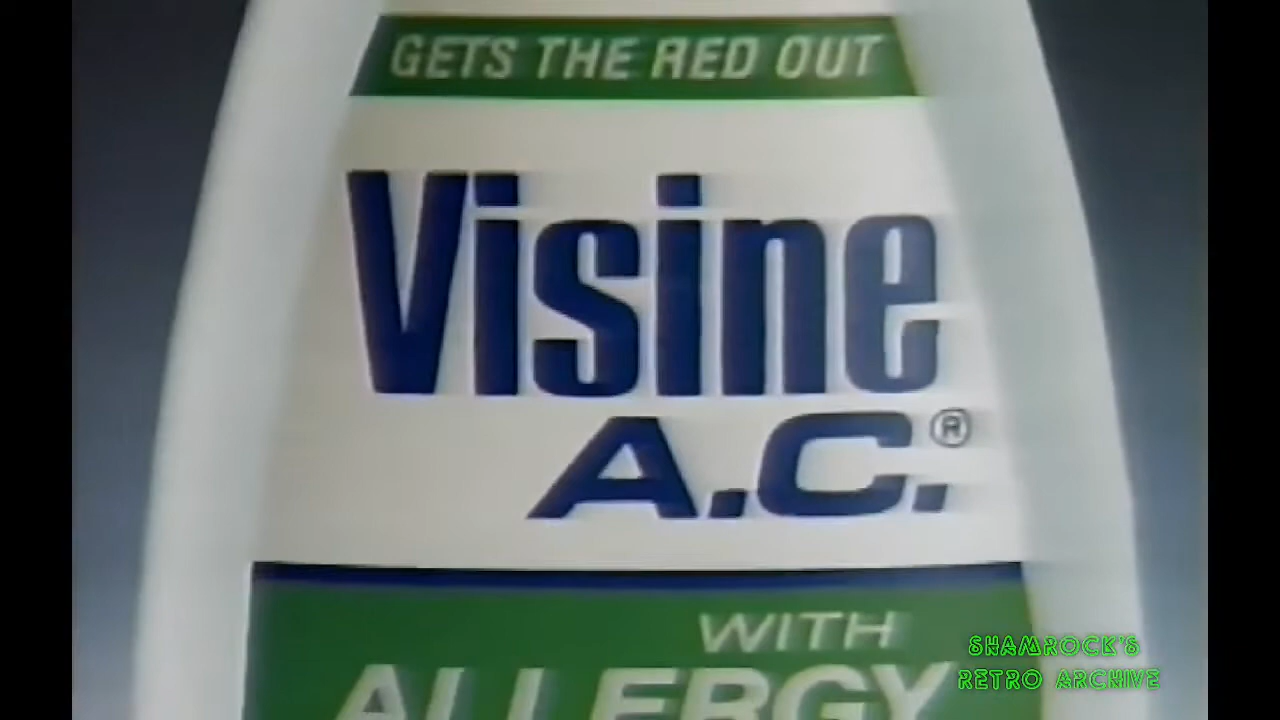 GETS THE RED OUT
Visine
A.C.®
WITH
ALLERGY
SHAMROCK'S
RETRO ARCHIVE